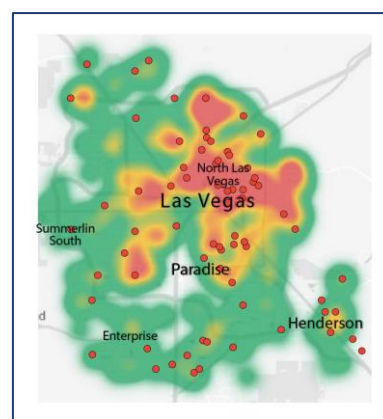 North Las
Vegas
Las Vegas
Summerlin
South
Paradise
Henderson
Enterprise